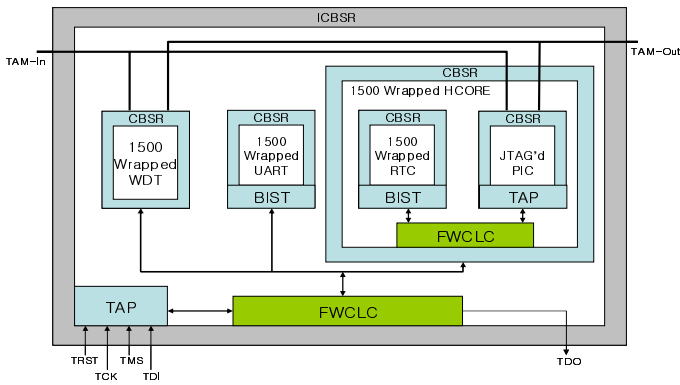 ICBSR
TAM-In
TAM-Out
CBSR
1500 Wrapped HCORE
CBSR
1500
Wrapped
WDT
CBSR
1500
Wrapped
UART
BIST
CBSR
1500
Wrapped
RTC
BIST
CBSR
JTAG'd
PIC
TAP
FWCLC
TAP
FWCLC
TRST
TCK
TMS
TDI
TDO